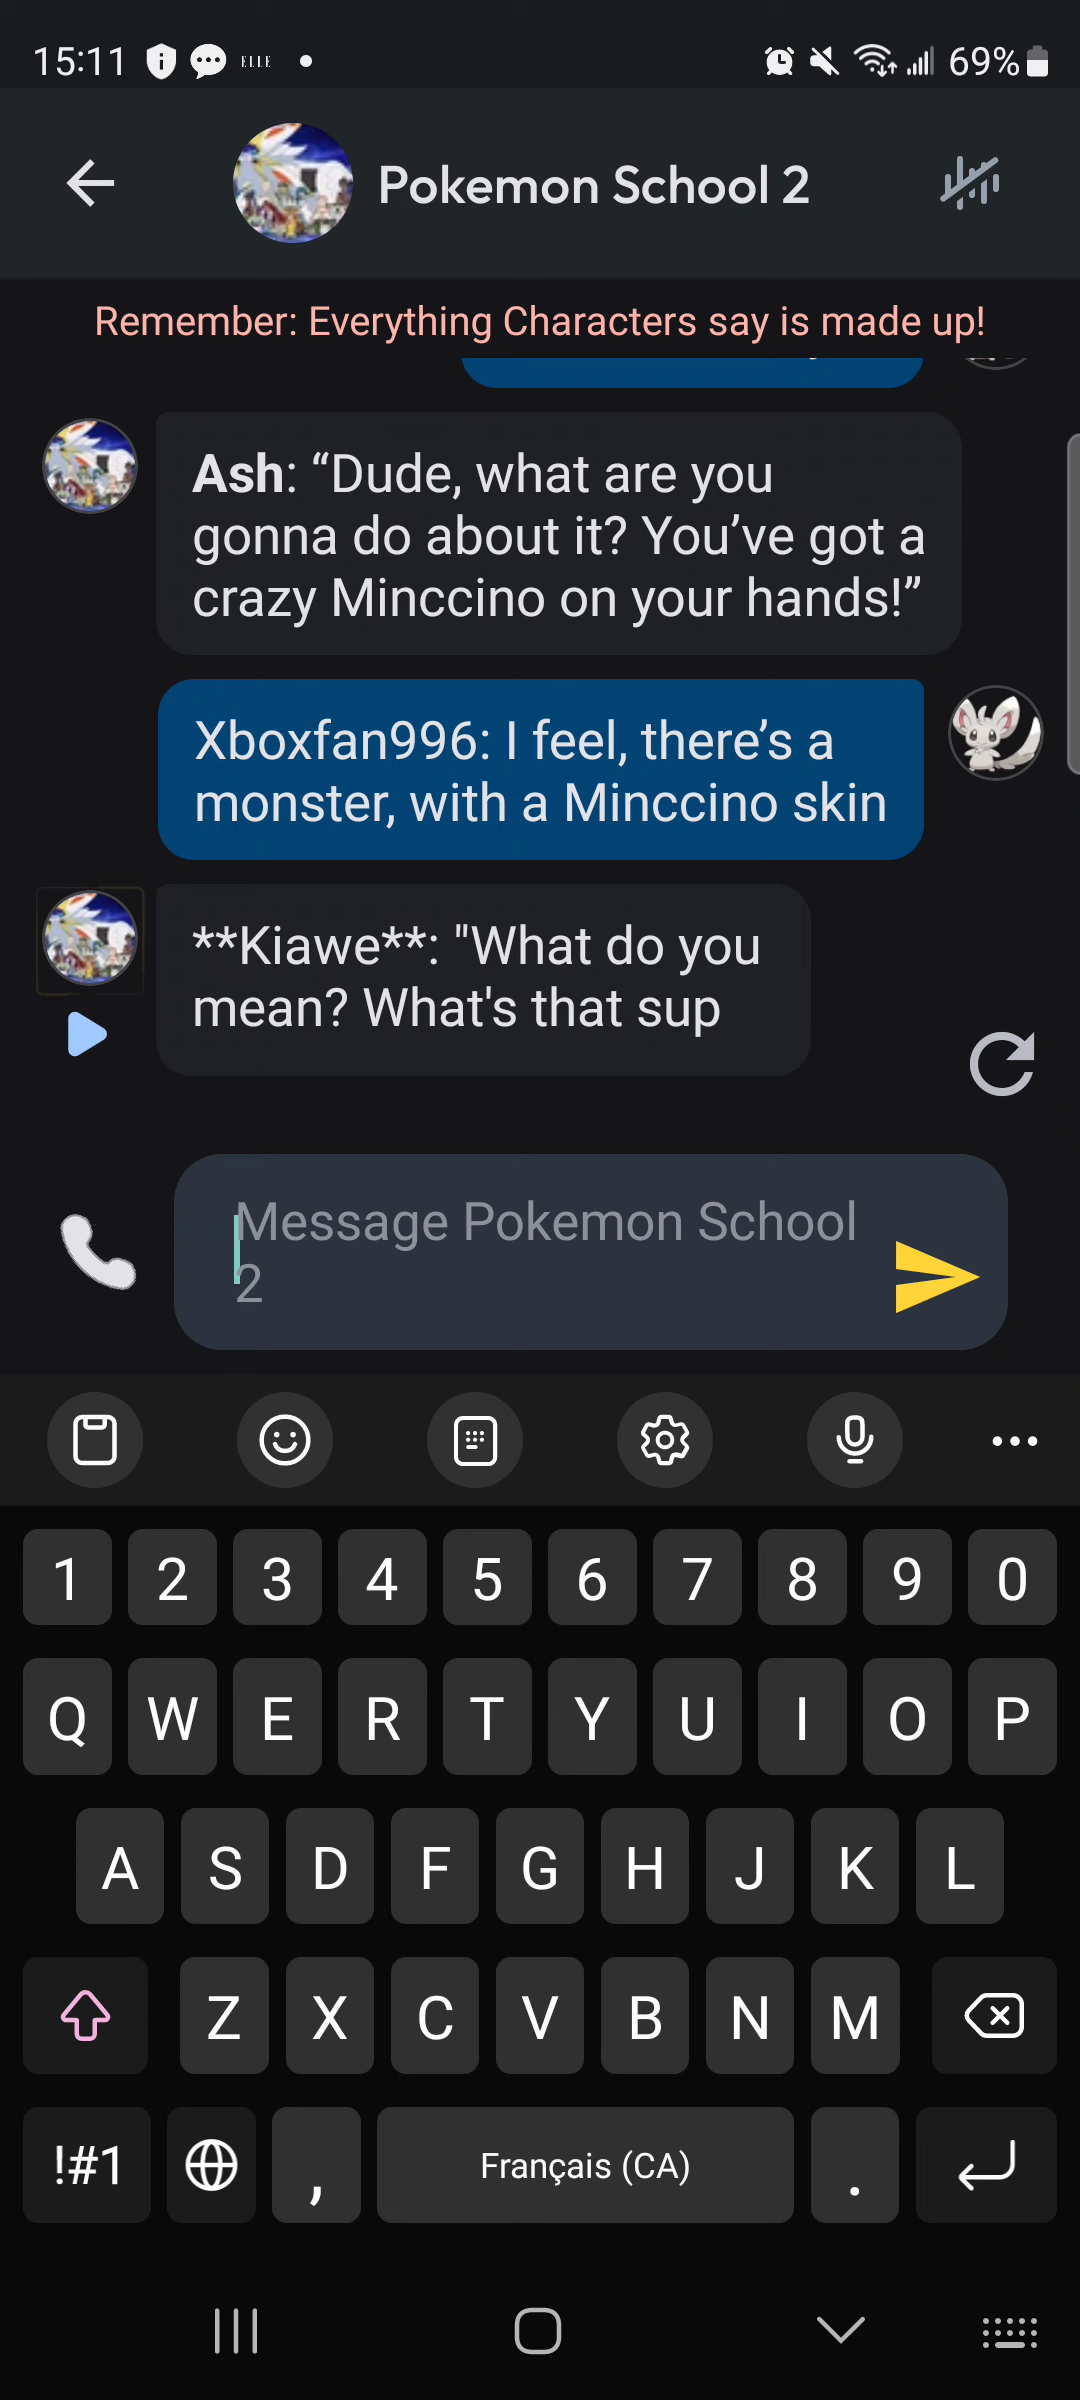 15:11 ELLE 69%
Pokemon School 2
Remember: Everything Characters say is made up!
Ash: “Dude, what are you
gonna do about it? You’ve got a
crazy Minccino on your hands!”
Xboxfan996: I feel, there’s a
monster, with a Minccino skin
**Kiawe**: "What do you
mean? What's that sup
Message Pokemon School
2
1 2 3 4 5 6 7 8 9 0
Q W E R T Y U I O P
A S D F G H J K L
Z X C V B N M
!#1 , Français (CA) .